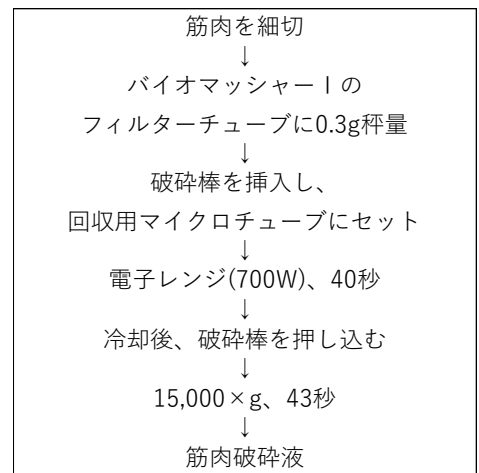 筋肉を細切
↓
バイオマッシャーⅠの
フィルターチューブに0.3g秤量
↓
破砕棒を挿入し、
回収用マイクロチューブにセット
↓
電子レンジ(700W)、40秒
↓
冷却後、破砕棒を押し込む
↓
15,000×g、43秒
↓
筋肉破砕液